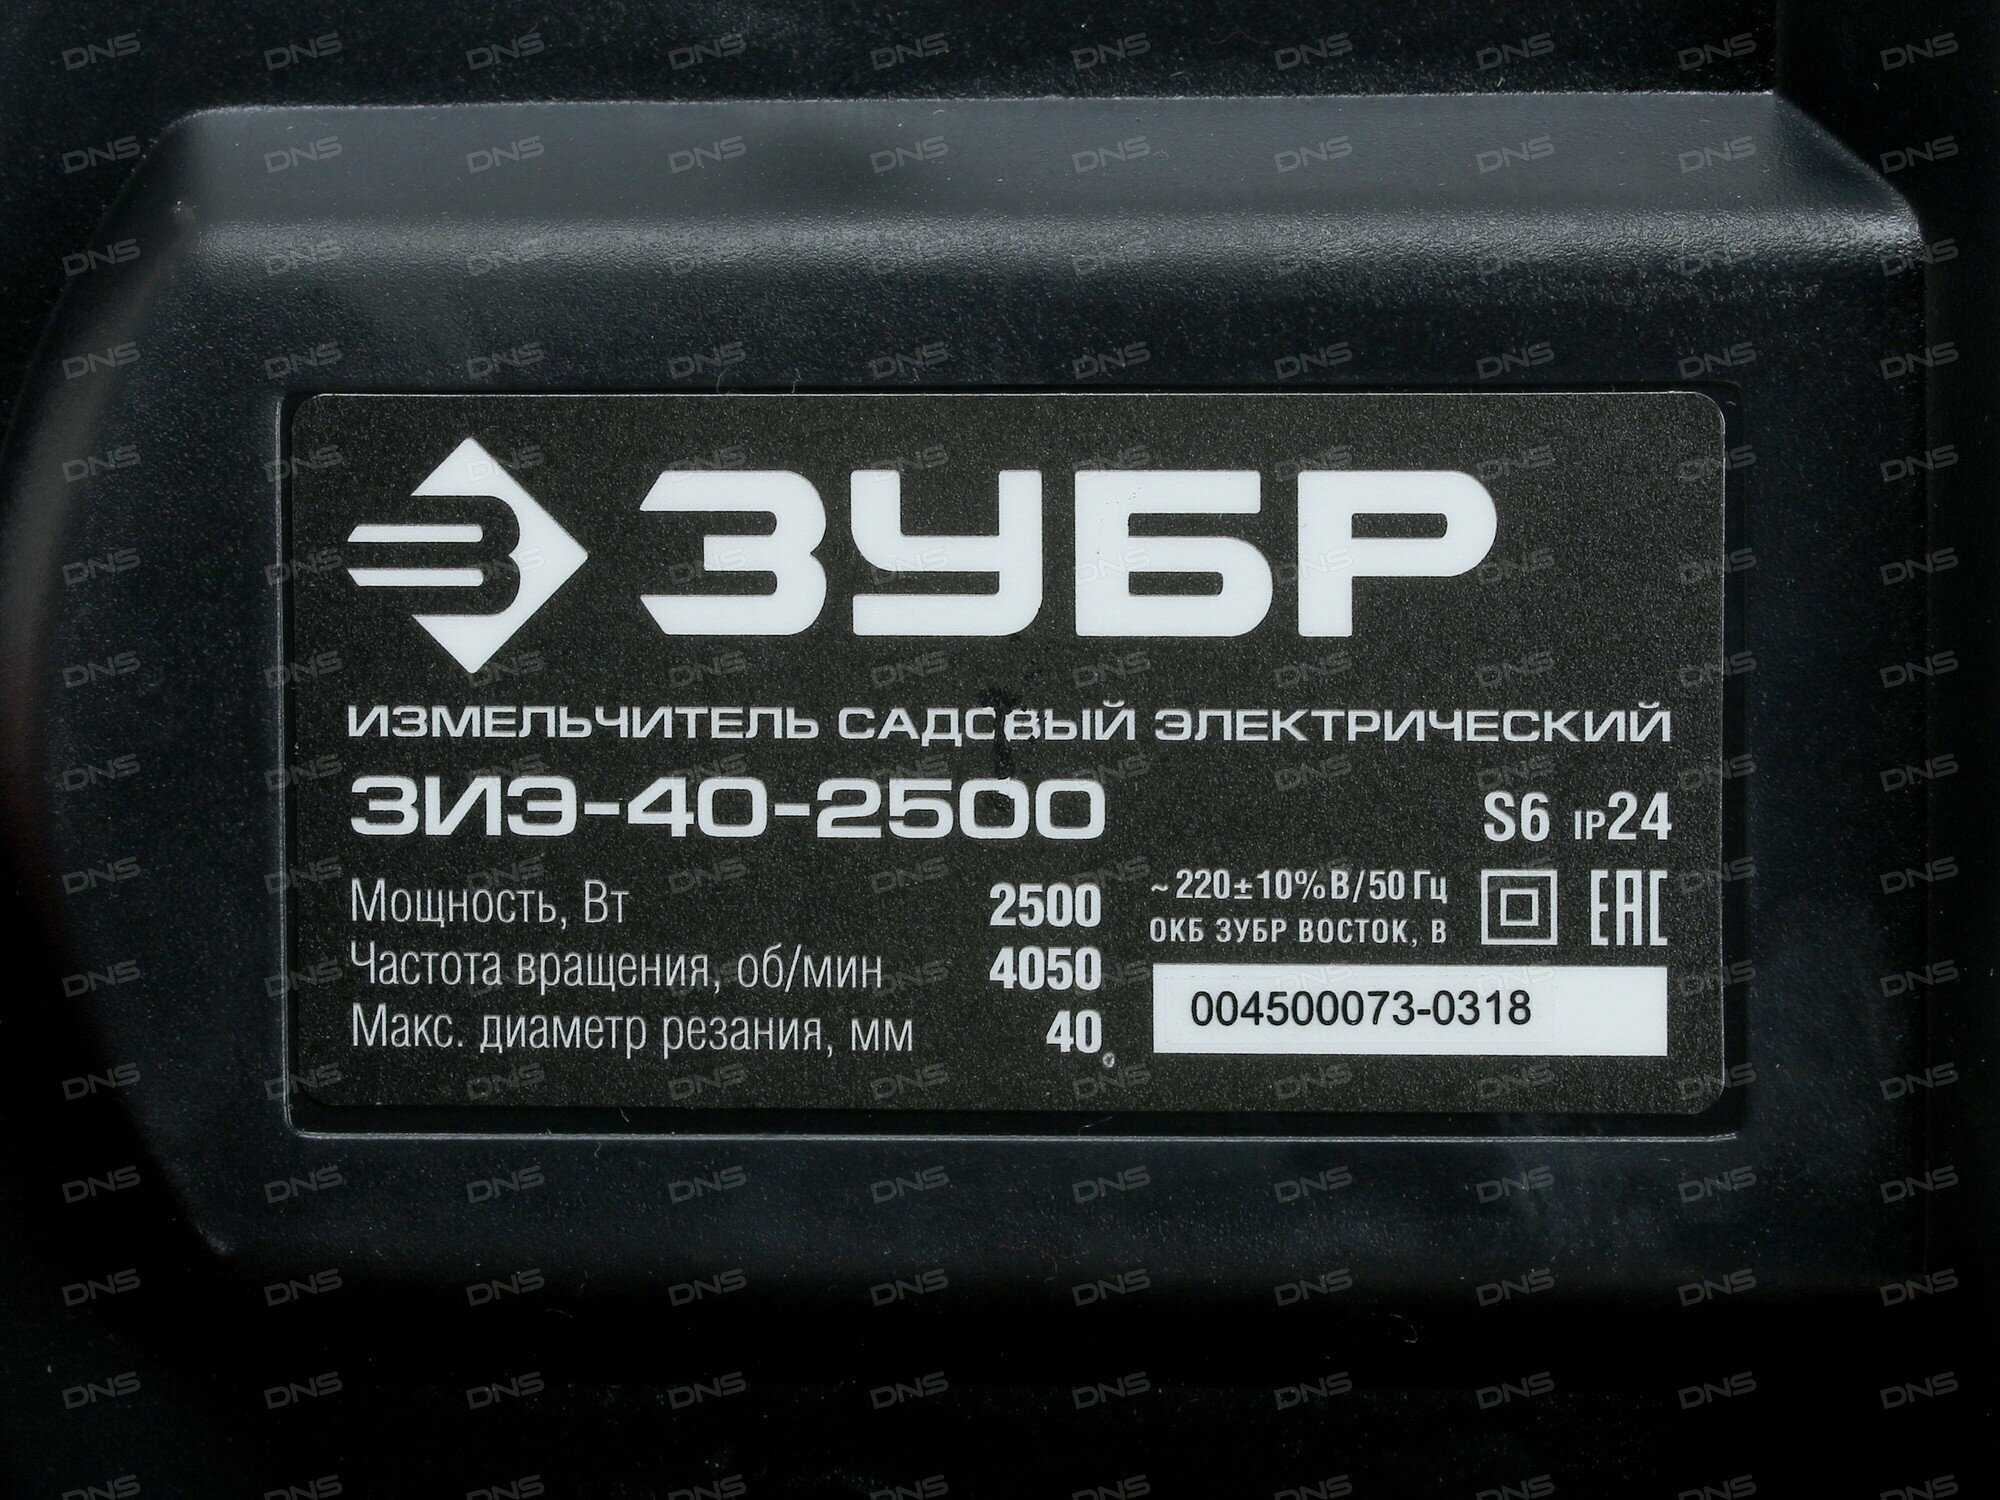 ЗУБР
ИЗМЕЛЬЧИТЕЛЬ САДОВЫЙ ЭЛЕКТРИЧЕСКИЙ
ЗИЭ-40-2500
S6 IP24
Мощность, Вт 2500
Частота вращения, об/мин 4050
Макс. диаметр резания, мм 40
~220±10% В/50 Гц
ОКБ ЗУБР ВОСТОК, В
EAC
004500073-0318
DNS